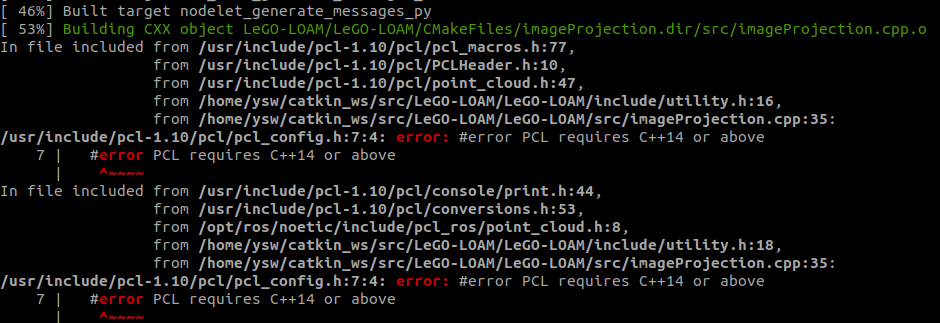 [ 46%] Built target nodelet_generate_messages_py
[ 53%] Building CXX object LeGO-LOAM/LeGO-LOAM/CMakeFiles/imageProjection.dir/src/imageProjection.cpp.o
In file included from /usr/include/pcl-1.10/pcl/pcl_macros.h:77,
                 from /usr/include/pcl-1.10/pcl/PCLHeader.h:10,
                 from /usr/include/pcl-1.10/pcl/point_cloud.h:47,
                 from /home/ysw/catkin_ws/src/LeGO-LOAM/LeGO-LOAM/include/utility.h:16,
                 from /home/ysw/catkin_ws/src/LeGO-LOAM/LeGO-LOAM/src/imageProjection.cpp:35:
/usr/include/pcl-1.10/pcl/pcl_config.h:7:4: error: #error PCL requires C++14 or above
    7 |   #error PCL requires C++14 or above
      |    ^~~~~
In file included from /usr/include/pcl-1.10/pcl/console/print.h:44,
                 from /usr/include/pcl-1.10/pcl/conversions.h:53,
                 from /opt/ros/noetic/include/pcl_ros/point_cloud.h:8,
                 from /home/ysw/catkin_ws/src/LeGO-LOAM/LeGO-LOAM/include/utility.h:18,
                 from /home/ysw/catkin_ws/src/LeGO-LOAM/LeGO-LOAM/src/imageProjection.cpp:35:
/usr/include/pcl-1.10/pcl/pcl_config.h:7:4: error: #error PCL requires C++14 or above
    7 |   #error PCL requires C++14 or above
      |    ^~~~~